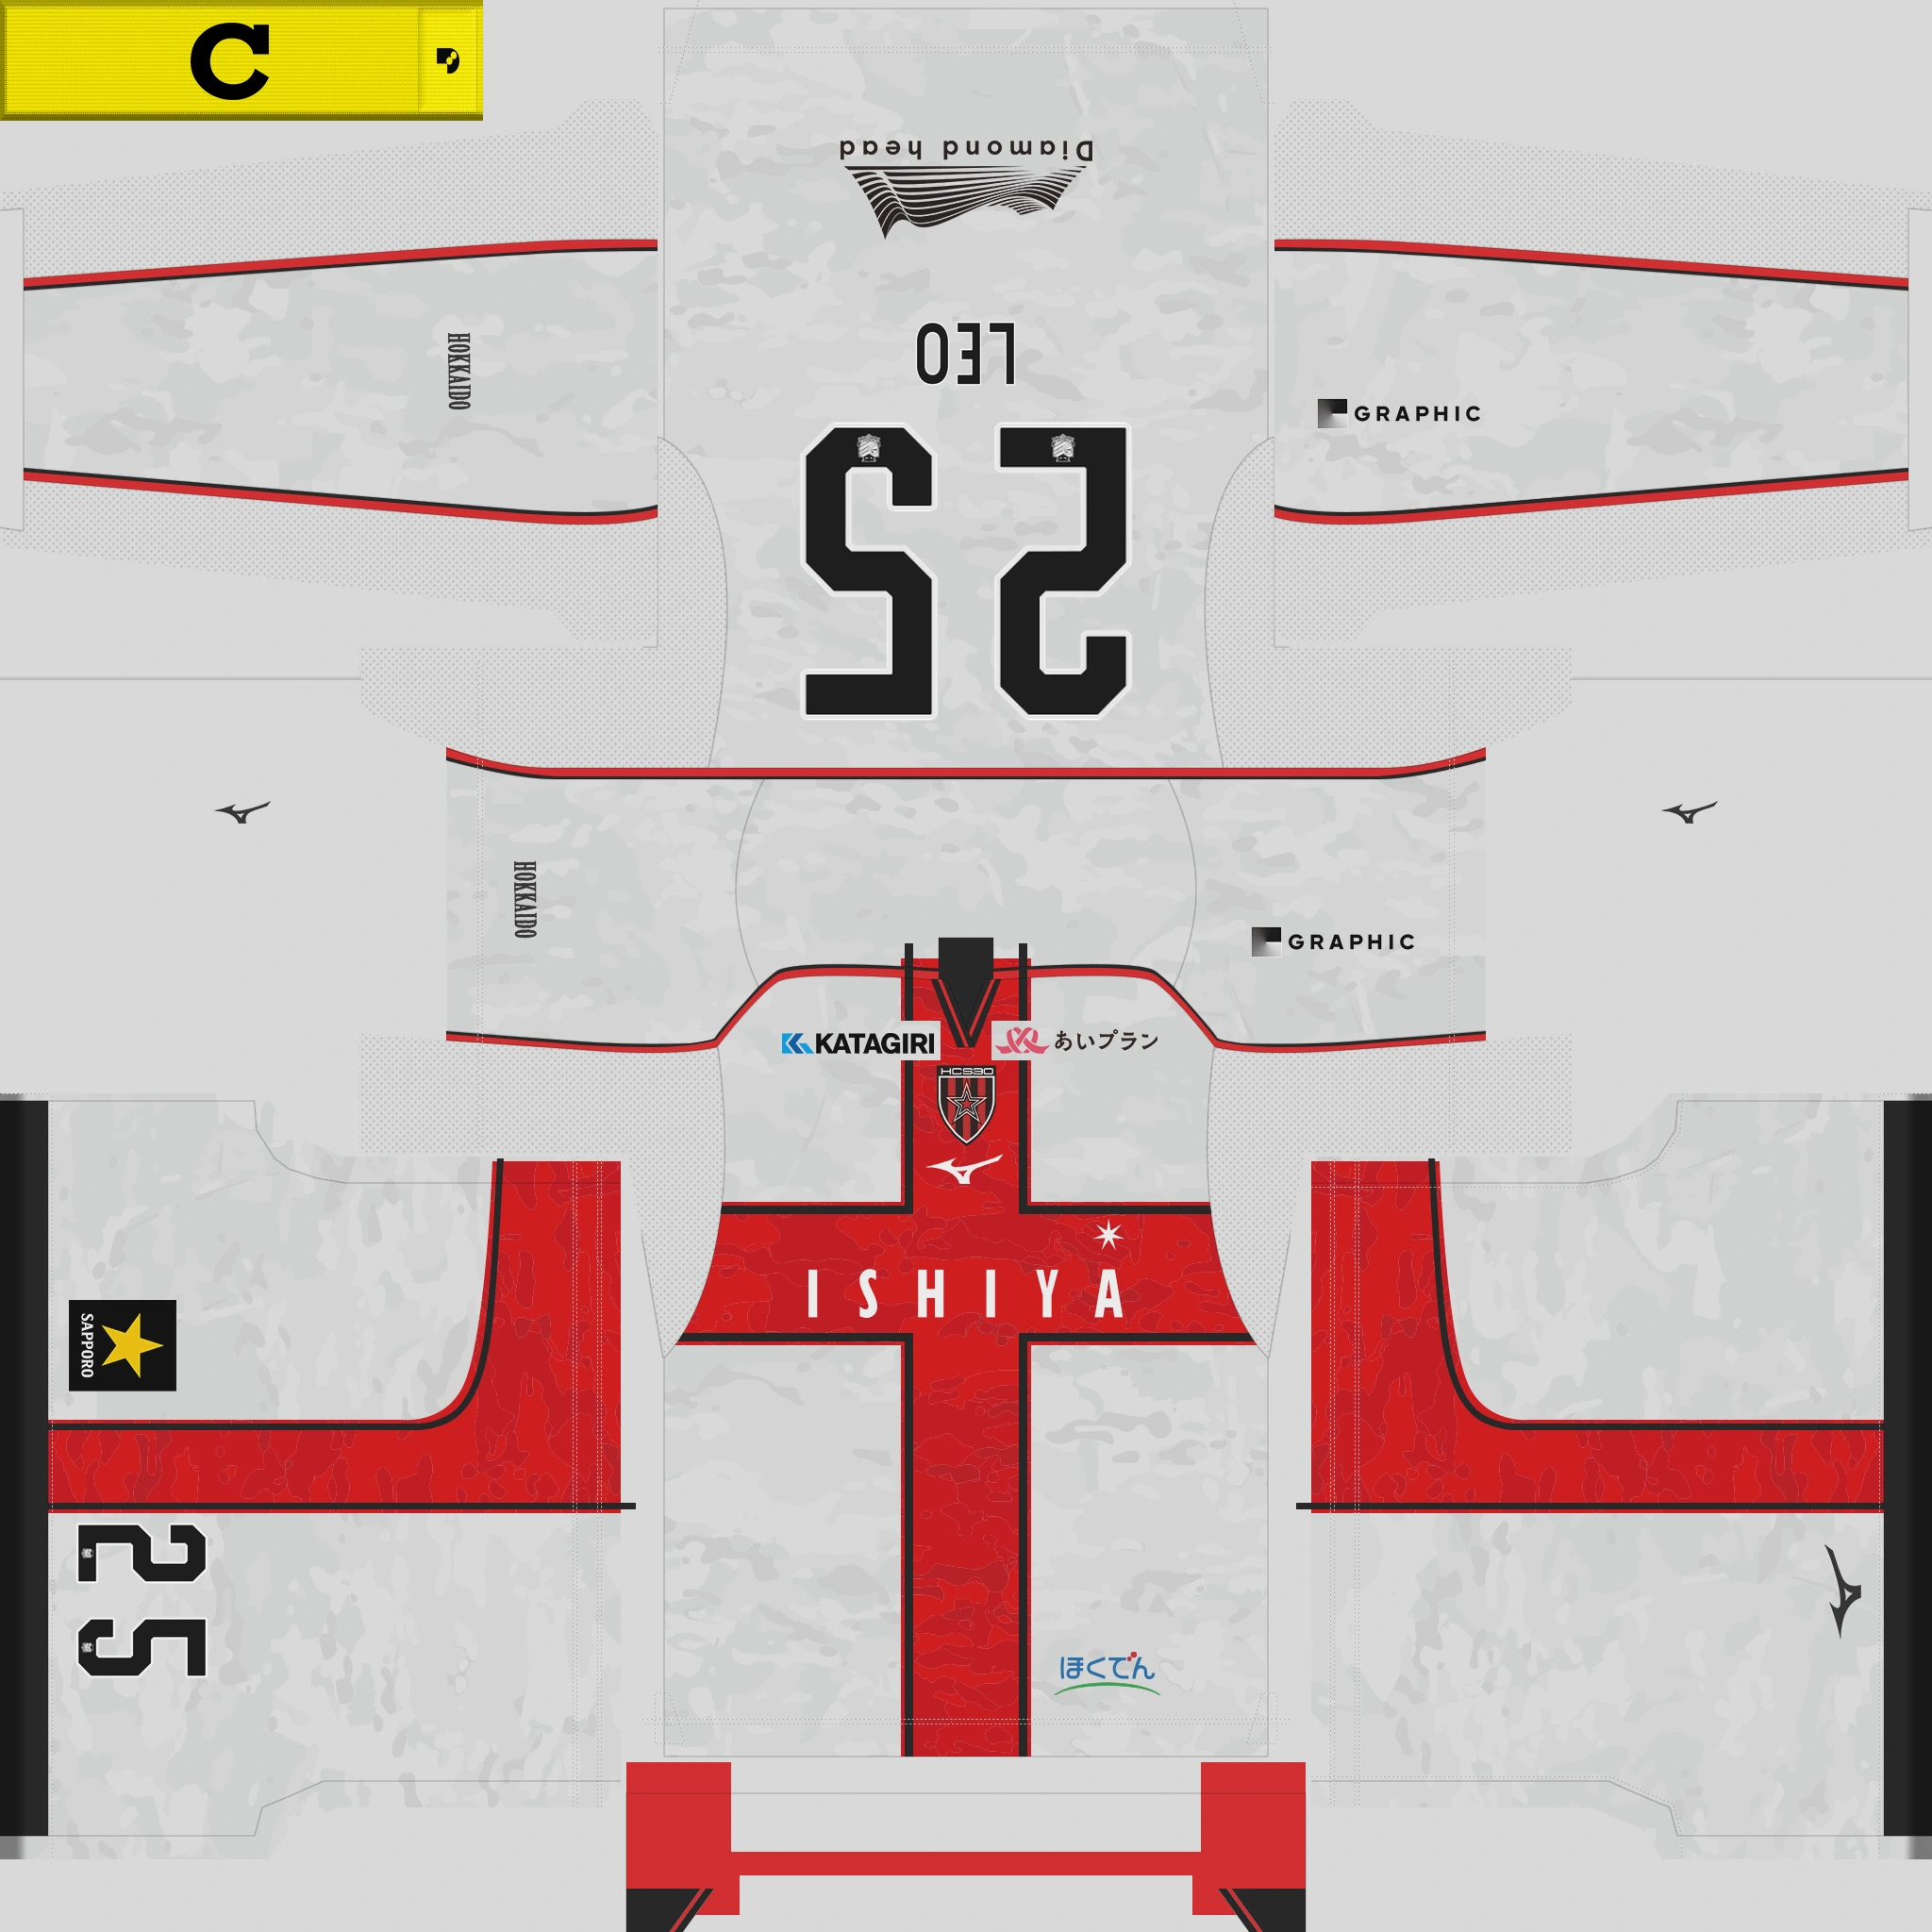 C
Diamond head
LEO
25
HOKKAIDO
GRAPHIC
HOKKAIDO
GRAPHIC
KATAGIRI
あいプラン
HCS30
ISHIYA
SAPPORO
25
ほくでん